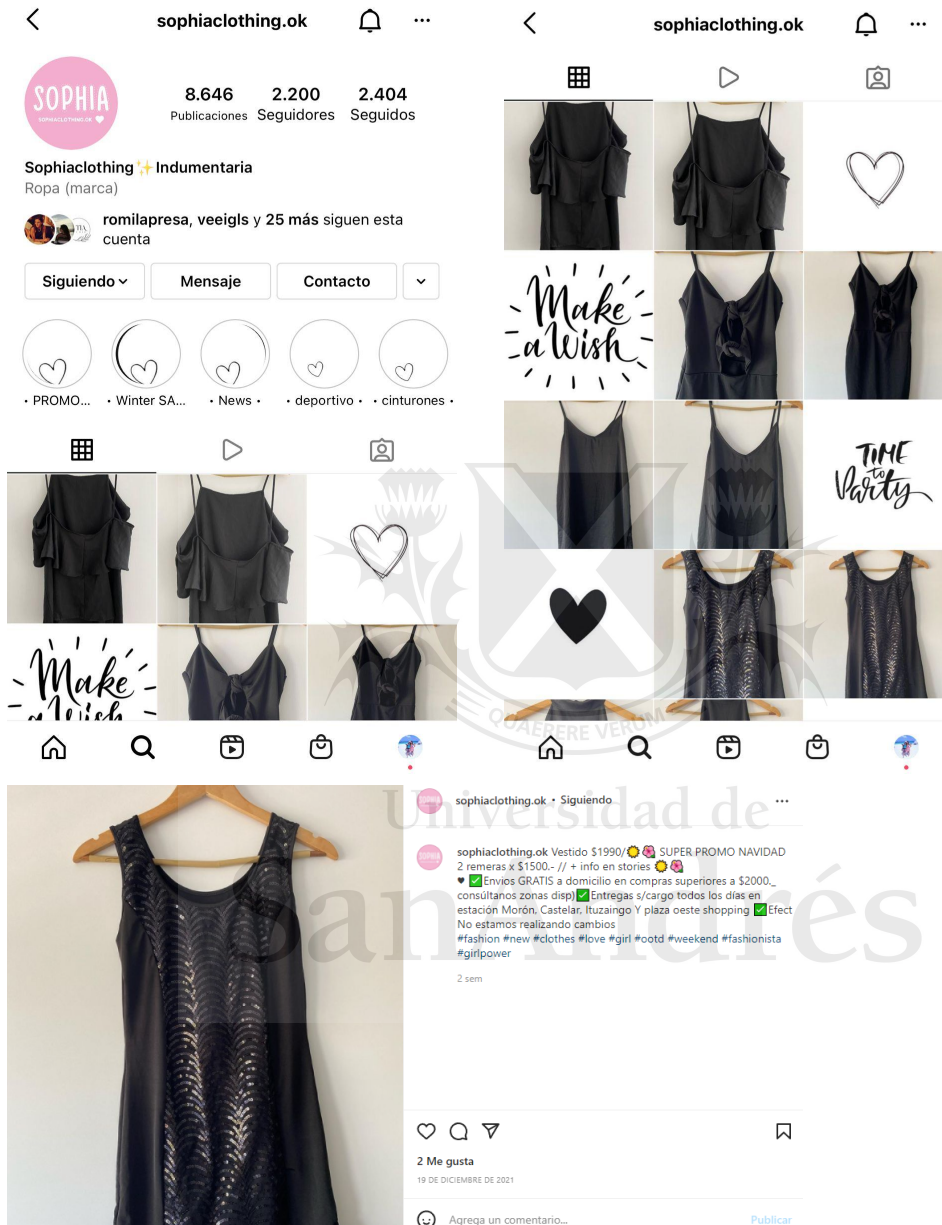 sophiaclothing.ok
SOPHIA
SOPHIACLOTHING.OK
8.646 2.200 2.404
Publicaciones Seguidores Seguidos
Sophiaclothing✨Indumentaria
Ropa (marca)
romilapresa, veeigls y 25 más siguen esta
cuenta
Siguiendo Mensaje Contacto
• PROMO... • Winter SA... • News • • deportivo • • cinturones •
Make
a Wish
sophiaclothing.ok
Make
a Wish
TIME
to
Party
QUAERERE VERUM
Universidad de
SanAndrés
SOPHIA
sophiaclothing.ok • Siguiendo
SOPHIA
sophiaclothing.ok Vestido $1990/🌻🌺 SUPER PROMO NAVIDAD
2 remeras x $1500.- // + info en stories 🌻🌺
♥ ✅Envios GRATIS a domicilio en compras superiores a $2000._
consúltanos zonas disp)✅Entregas s/cargo todos los días en
estación Morón, Castelar, Ituzaingo Y plaza oeste shopping ✅Efect
No estamos realizando cambios
#fashion #new #clothes #love #girl #ootd #weekend #fashionista
#girlpower
2 sem
2 Me gusta
19 DE DICIEMBRE DE 2021
Agrega un comentario... Publicar